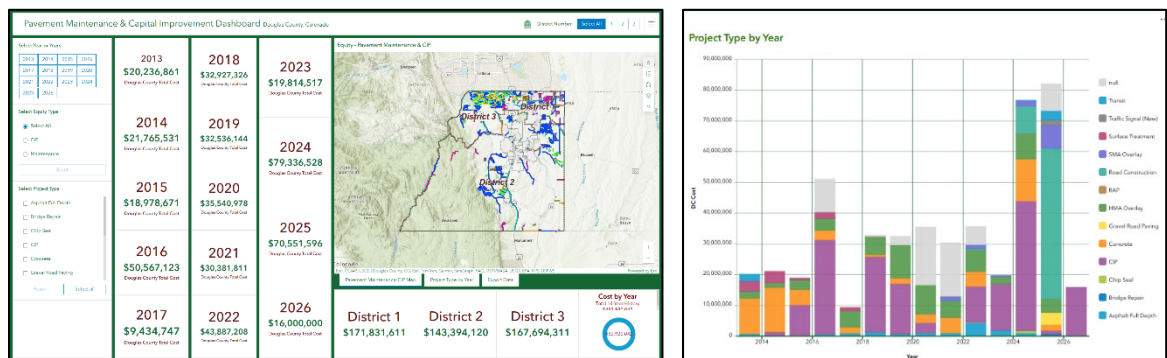 Pavement Maintenance & Capital Improvement Dashboard Douglas County, Colorado
District Number Select All 1 2 3
Select Year or Years
2013 2014 2015 2016
2017 2018 2019 2020
2021 2022 2023 2024
2025 2026
Select Equity Type
Select All
CIP
Maintenance
Reset
Select Project Type
Asphalt Full Depth
Bridge Repair
Chip Seal
CIP
Concrete
Gravel Road Paving
Reset Select all
2013
$20,236,861
Douglas County Total Cost
2014
$21,765,531
Douglas County Total Cost
2015
$18,978,671
Douglas County Total Cost
2016
$50,567,123
Douglas County Total Cost
2017
$9,434,747
Douglas County Total Cost
2018
$32,927,326
Douglas County Total Cost
2019
$32,536,144
Douglas County Total Cost
2020
$35,540,978
Douglas County Total Cost
2021
$30,381,811
Douglas County Total Cost
2022
$43,887,208
Douglas County Total Cost
2023
$19,814,517
Douglas County Total Cost
2024
$79,336,528
Douglas County Total Cost
2025
$70,551,596
Douglas County Total Cost
2026
$16,000,000
Douglas County Total Cost
Equity - Pavement Maintenance & CIP
District 1
District 3
District 2
Powered by Esri
Pavement Maintenance CIP Map Project Type by Year Export Data
District 1
$171,831,611
District 2
$143,394,120
District 3
$167,694,311
Cost by Year
Project Type by Year
90,000,000
80,000,000
70,000,000
60,000,000
50,000,000
40,000,000
30,000,000
20,000,000
10,000,000
0
DC Cost
2014 2016 2018 2020 2022 2024 2026
Year
null
Transit
Traffic Signal (New)
Surface Treatment
SMA Overlay
Road Construction
RAP
HMA Overlay
Gravel Road Paving
Concrete
CIP
Chip Seal
Bridge Repair
Asphalt Full Depth